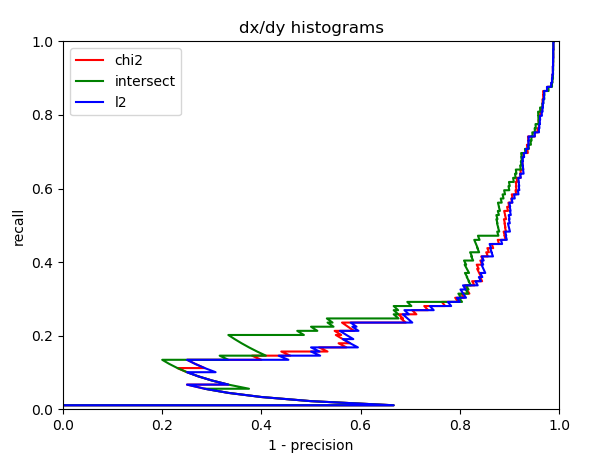 dx/dy histograms
1.0
0.8
0.6
0.4
0.2
0.0
recall
chi2
intersect
l2
0.0 0.2 0.4 0.6 0.8 1.0
1 - precision